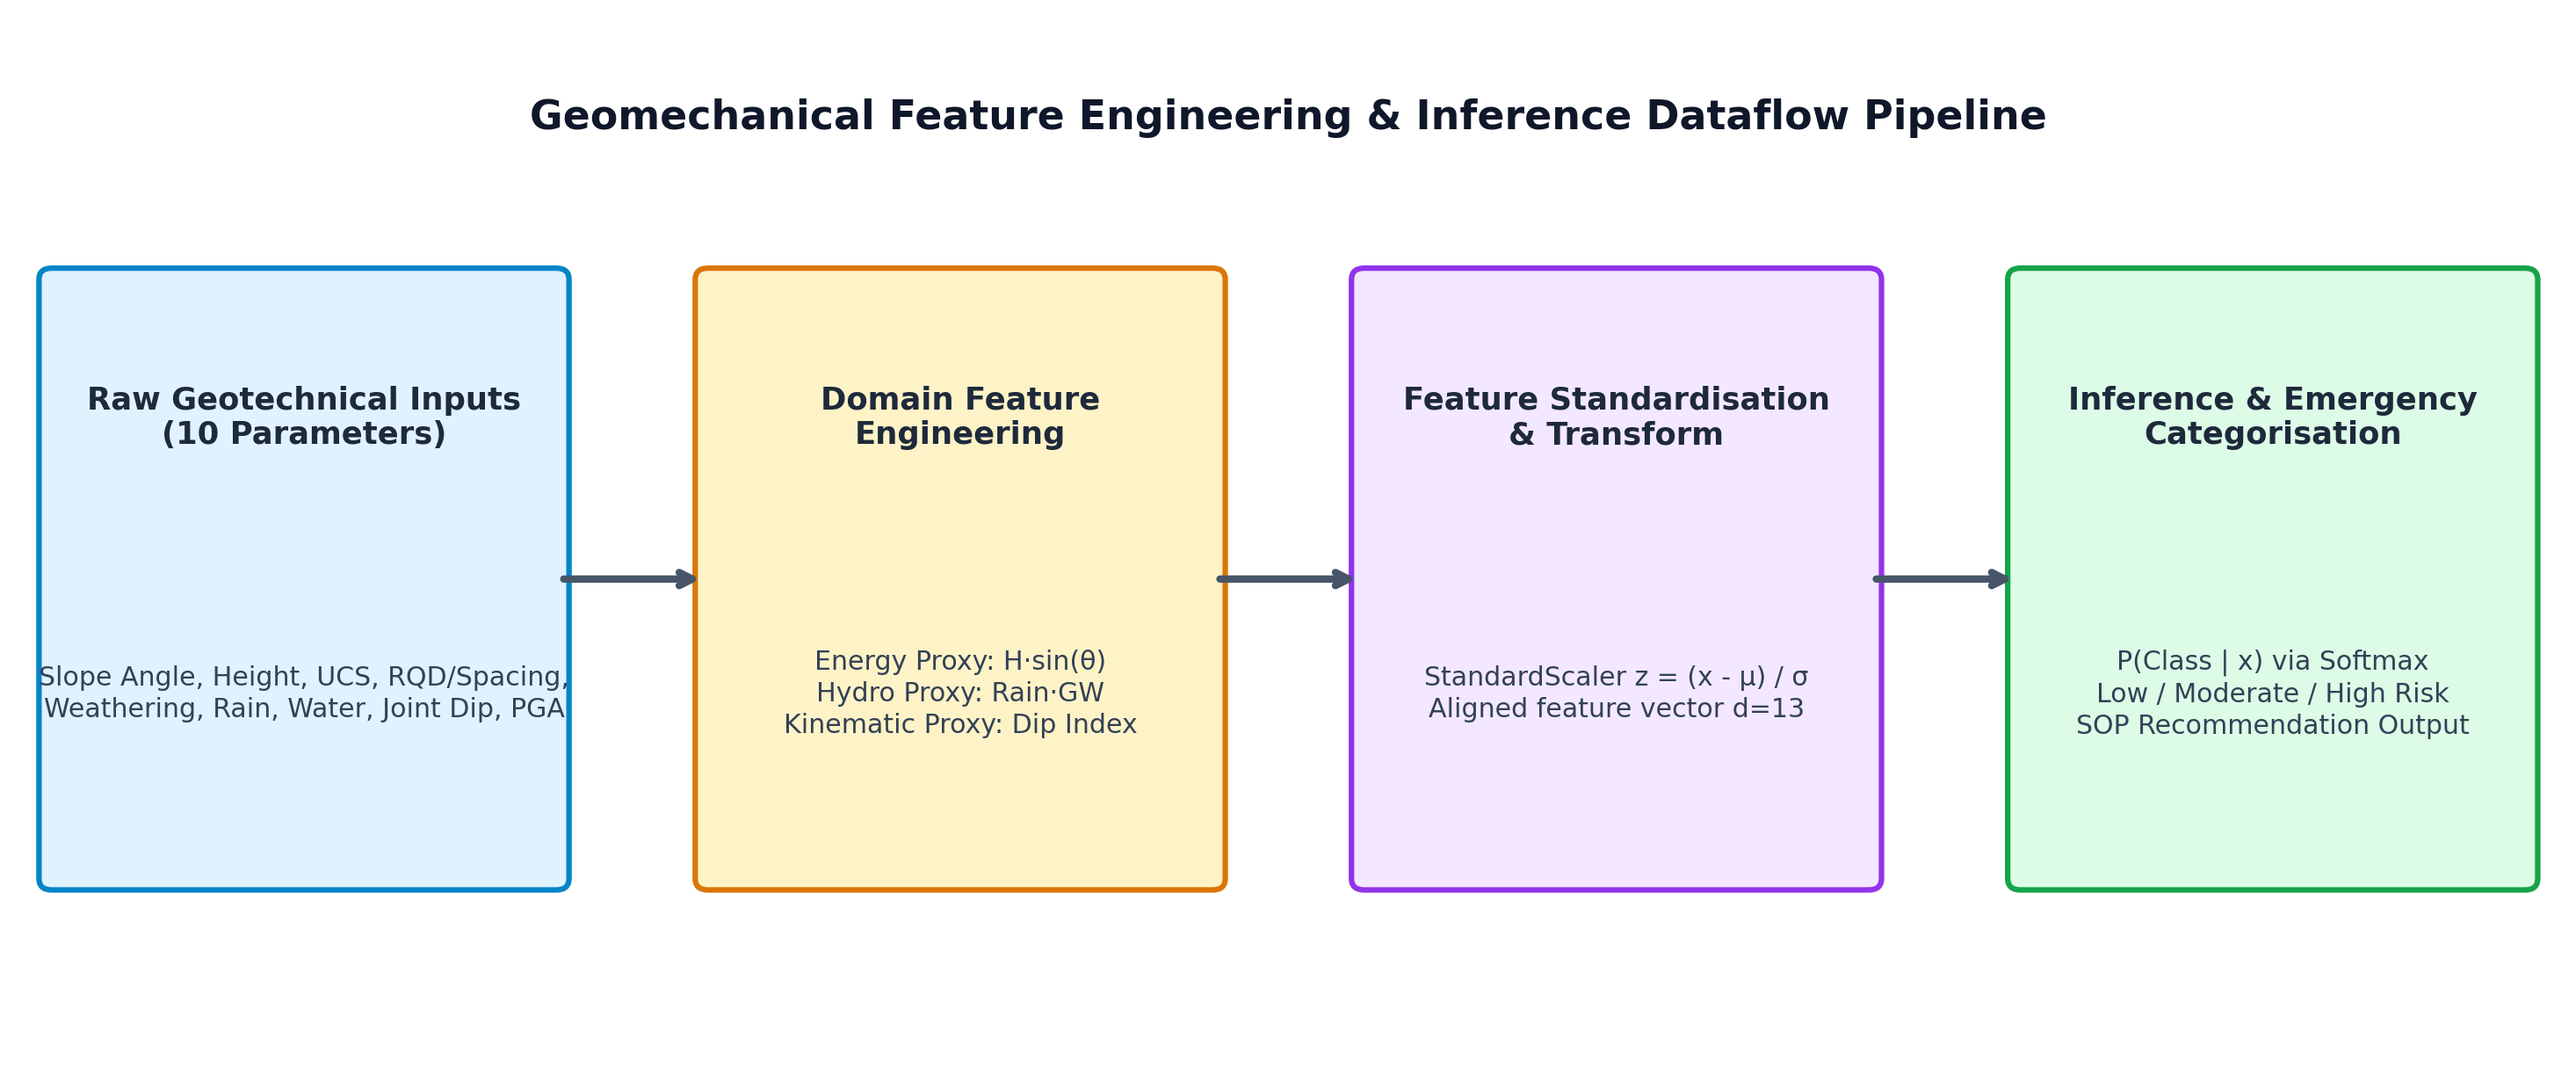 Geomechanical Feature Engineering & Inference Dataflow Pipeline
Raw Geotechnical Inputs
(10 Parameters)
Slope Angle, Height, UCS, RQD/Spacing,
Weathering, Rain, Water, Joint Dip, PGA
Domain Feature
Engineering
Energy Proxy: H·sin(θ)
Hydro Proxy: Rain·GW
Kinematic Proxy: Dip Index
Feature Standardisation
& Transform
StandardScaler z = (x - μ) / σ
Aligned feature vector d=13
Inference & Emergency
Categorisation
P(Class | x) via Softmax
Low / Moderate / High Risk
SOP Recommendation Output